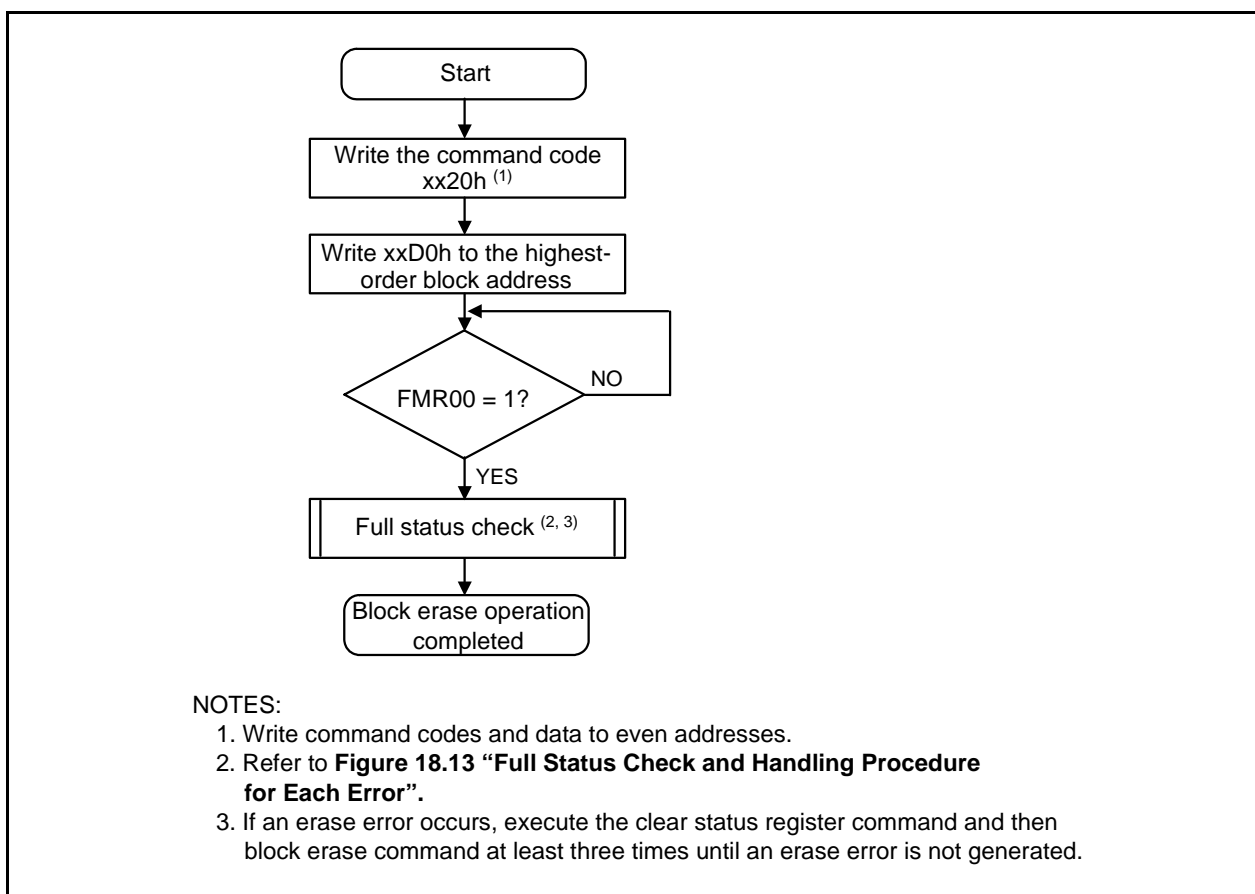 Start
Write the command code
xx20h (1)
Write xxD0h to the highest-
order block address
FMR00 = 1?
NO
YES
Full status check (2, 3)
Block erase operation
completed
NOTES:
1. Write command codes and data to even addresses.
2. Refer to Figure 18.13 “Full Status Check and Handling Procedure
for Each Error”.
3. If an erase error occurs, execute the clear status register command and then
block erase command at least three times until an erase error is not generated.